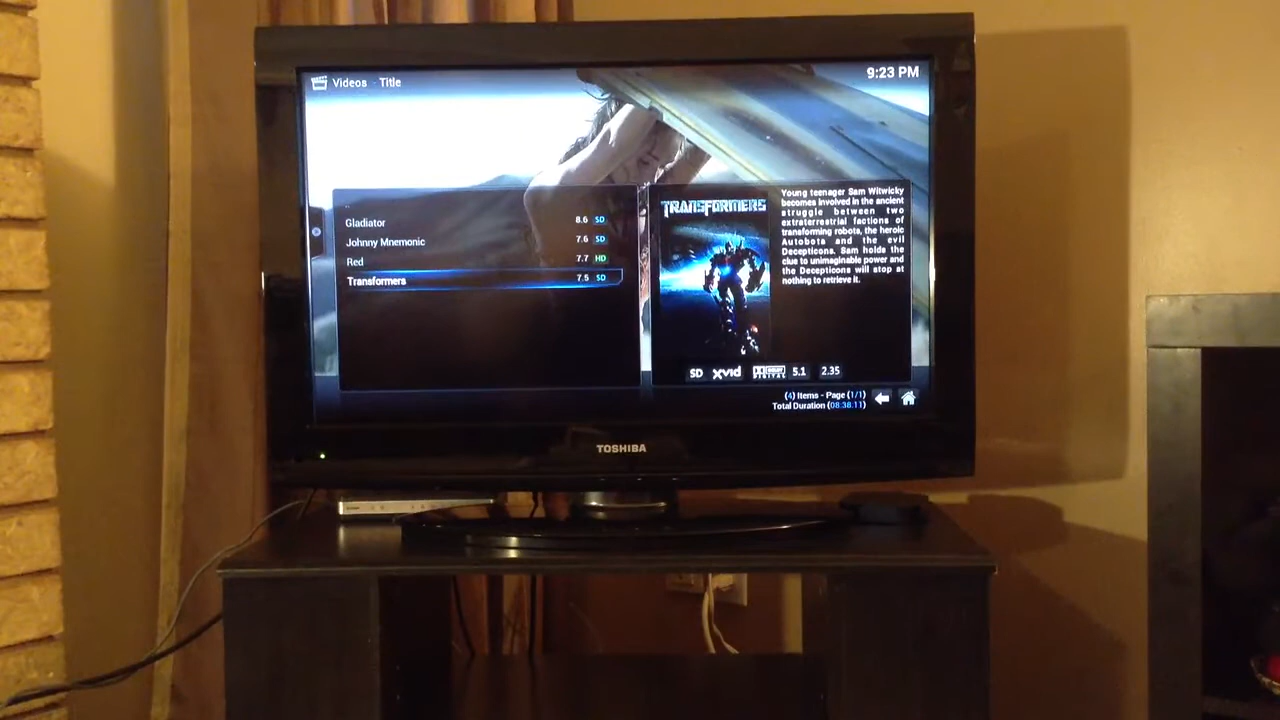 Videos - Title
9:23 PM
..
Gladiator 8.6 SD
Johnny Mnemonic 7.6 SD
Red 7.7 HD
Transformers 7.5 SD
TRANSFORMERS
Young teenager Sam Witwicky
becomes involved in the ancient
struggle between two
extraterrestrial factions of
transforming robots, the heroic
Autobots and the evil
Decepticons. Sam holds the
clue to unimaginable power and
the Decepticons will stop at
nothing to retrieve it.
SD XviD DOLBY DIGITAL 5.1 2.35
(4) Items - Page (1/1)
Total Duration (08:38:11)
TOSHIBA